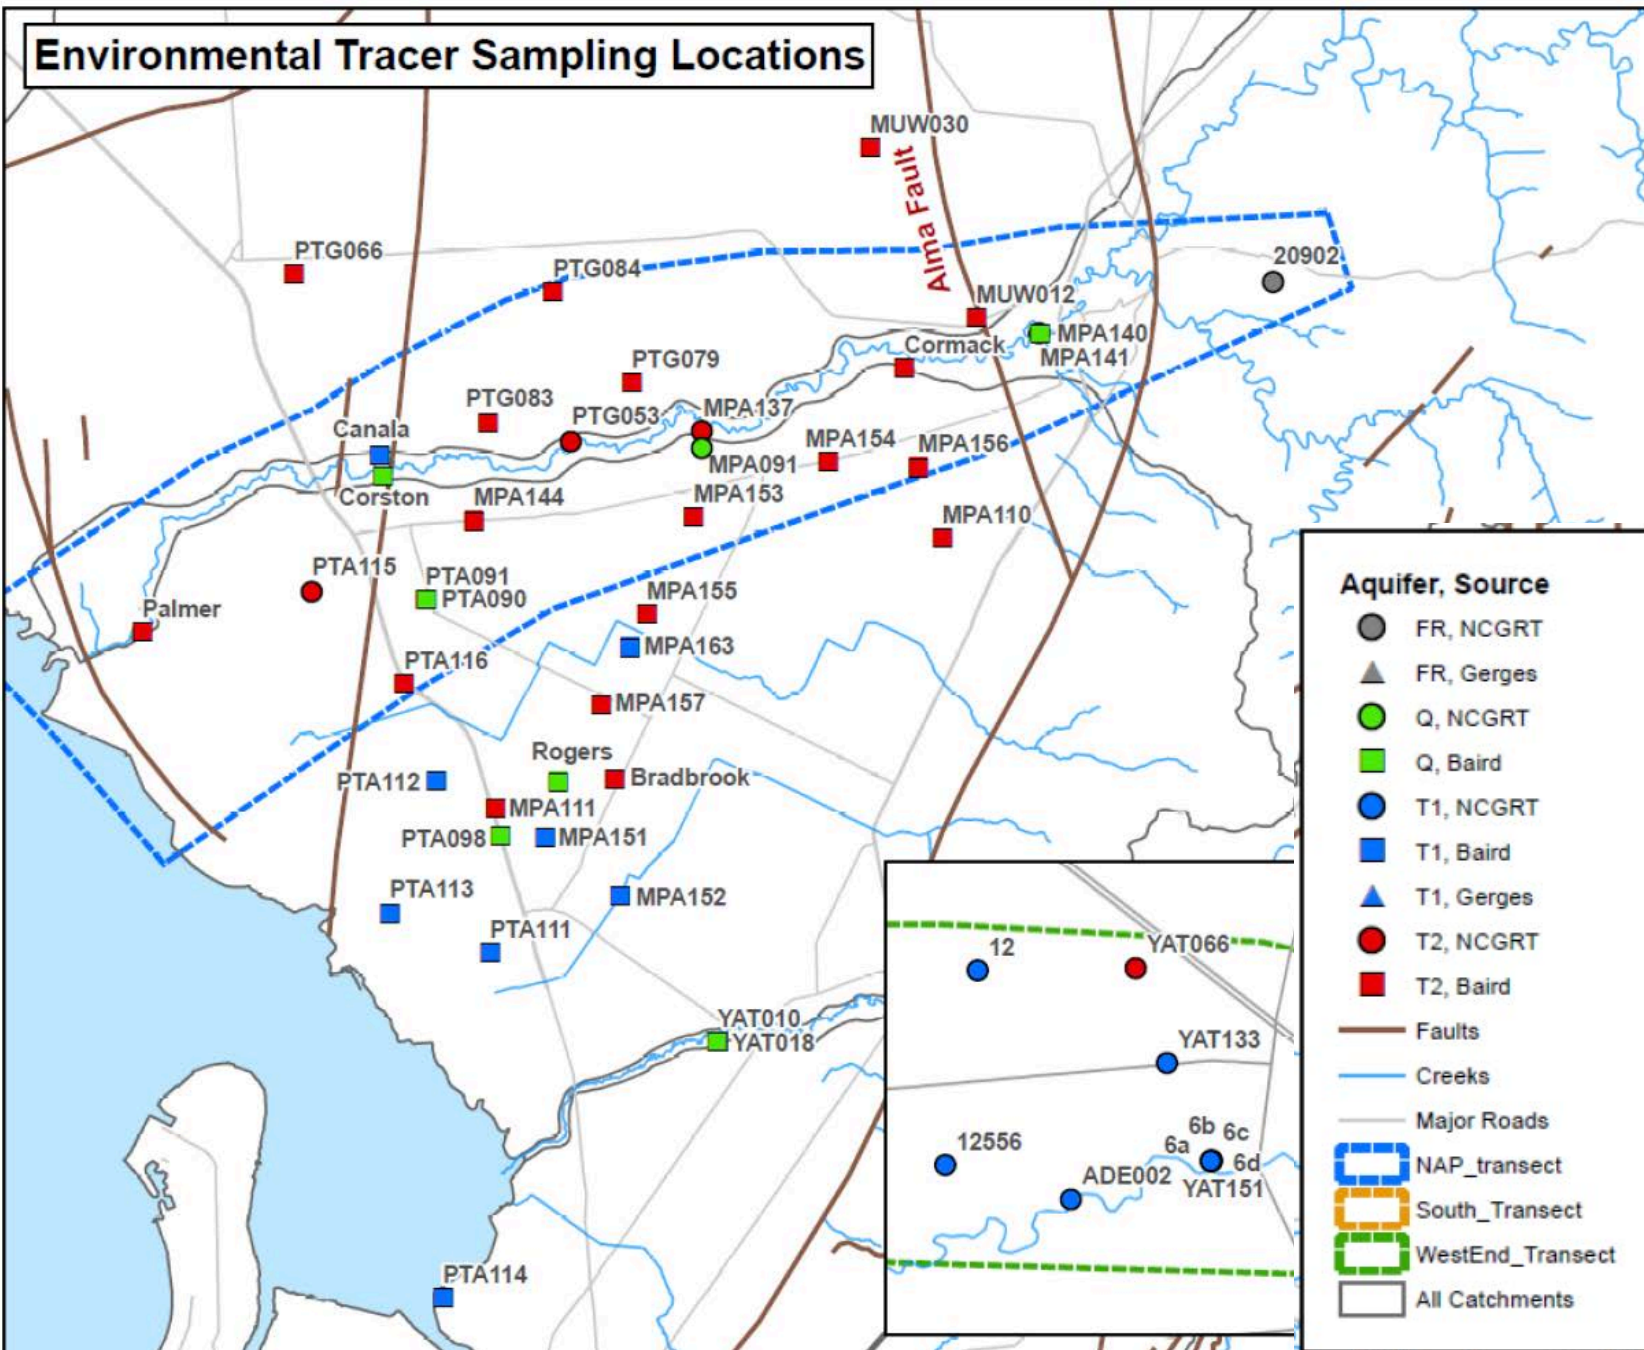 Environmental Tracer Sampling Locations
MUW030
Alma Fault
PTG066
PTG084
20902
MUW012
MPA140
MPA141
Cormack
PTG079
PTG083
PTG053
MPA137
Canala
MPA154
MPA156
MPA091
Corston
MPA144
MPA153
MPA110
PTA115
PTA091
PTA090
Palmer
MPA155
MPA163
PTA116
MPA157
Rogers
PTA112
Bradbrook
MPA111
PTA098
MPA151
PTA113
MPA152
PTA111
YAT010
YAT018
PTA114
12
YAT066
YAT133
12556
6b
6c
6a
6d
ADE002
YAT151
Aquifer, Source
FR, NCGRT
FR, Gerges
Q, NCGRT
Q, Baird
T1, NCGRT
T1, Baird
T1, Gerges
T2, NCGRT
T2, Baird
Faults
Creeks
Major Roads
NAP_transect
South_Transect
WestEnd_Transect
All Catchments